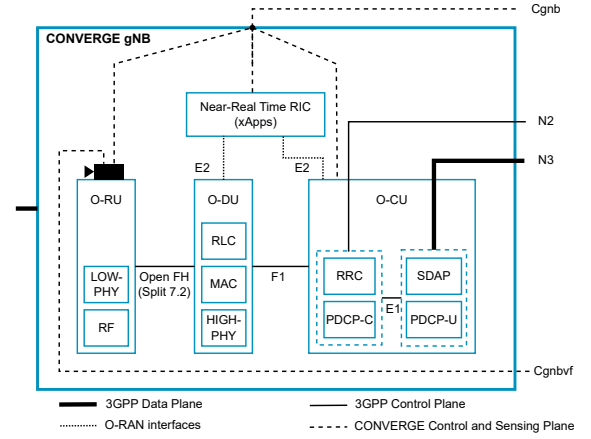 Cgnb
CONVERGE gNB
Near-Real Time RIC
(xApps)
N2
N3
E2
E2
O-RU
O-DU
O-CU
RLC
LOW-
PHY
Open FH
(Split 7.2)
MAC
F1
RRC
SDAP
E1
RF
HIGH-
PHY
PDCP-C
PDCP-U
Cgnbvf
3GPP Data Plane
3GPP Control Plane
O-RAN interfaces
CONVERGE Control and Sensing Plane